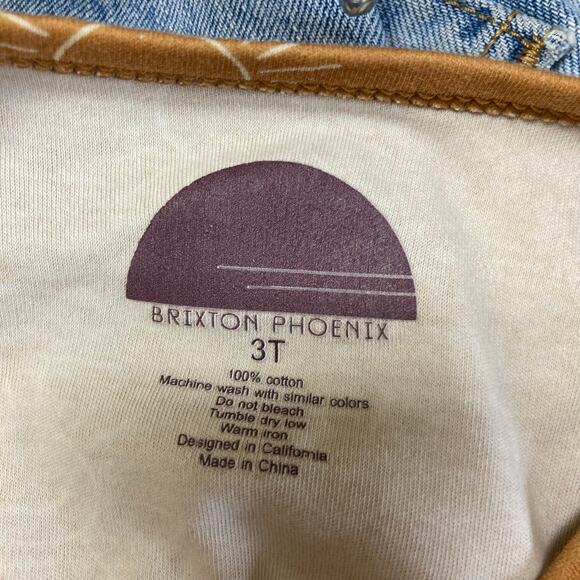 BRIXTON PHOENIX
3T
100% cotton
Machine wash with similar colors
Do not bleach
Tumble dry low
Warm iron
Designed in California
Made in China